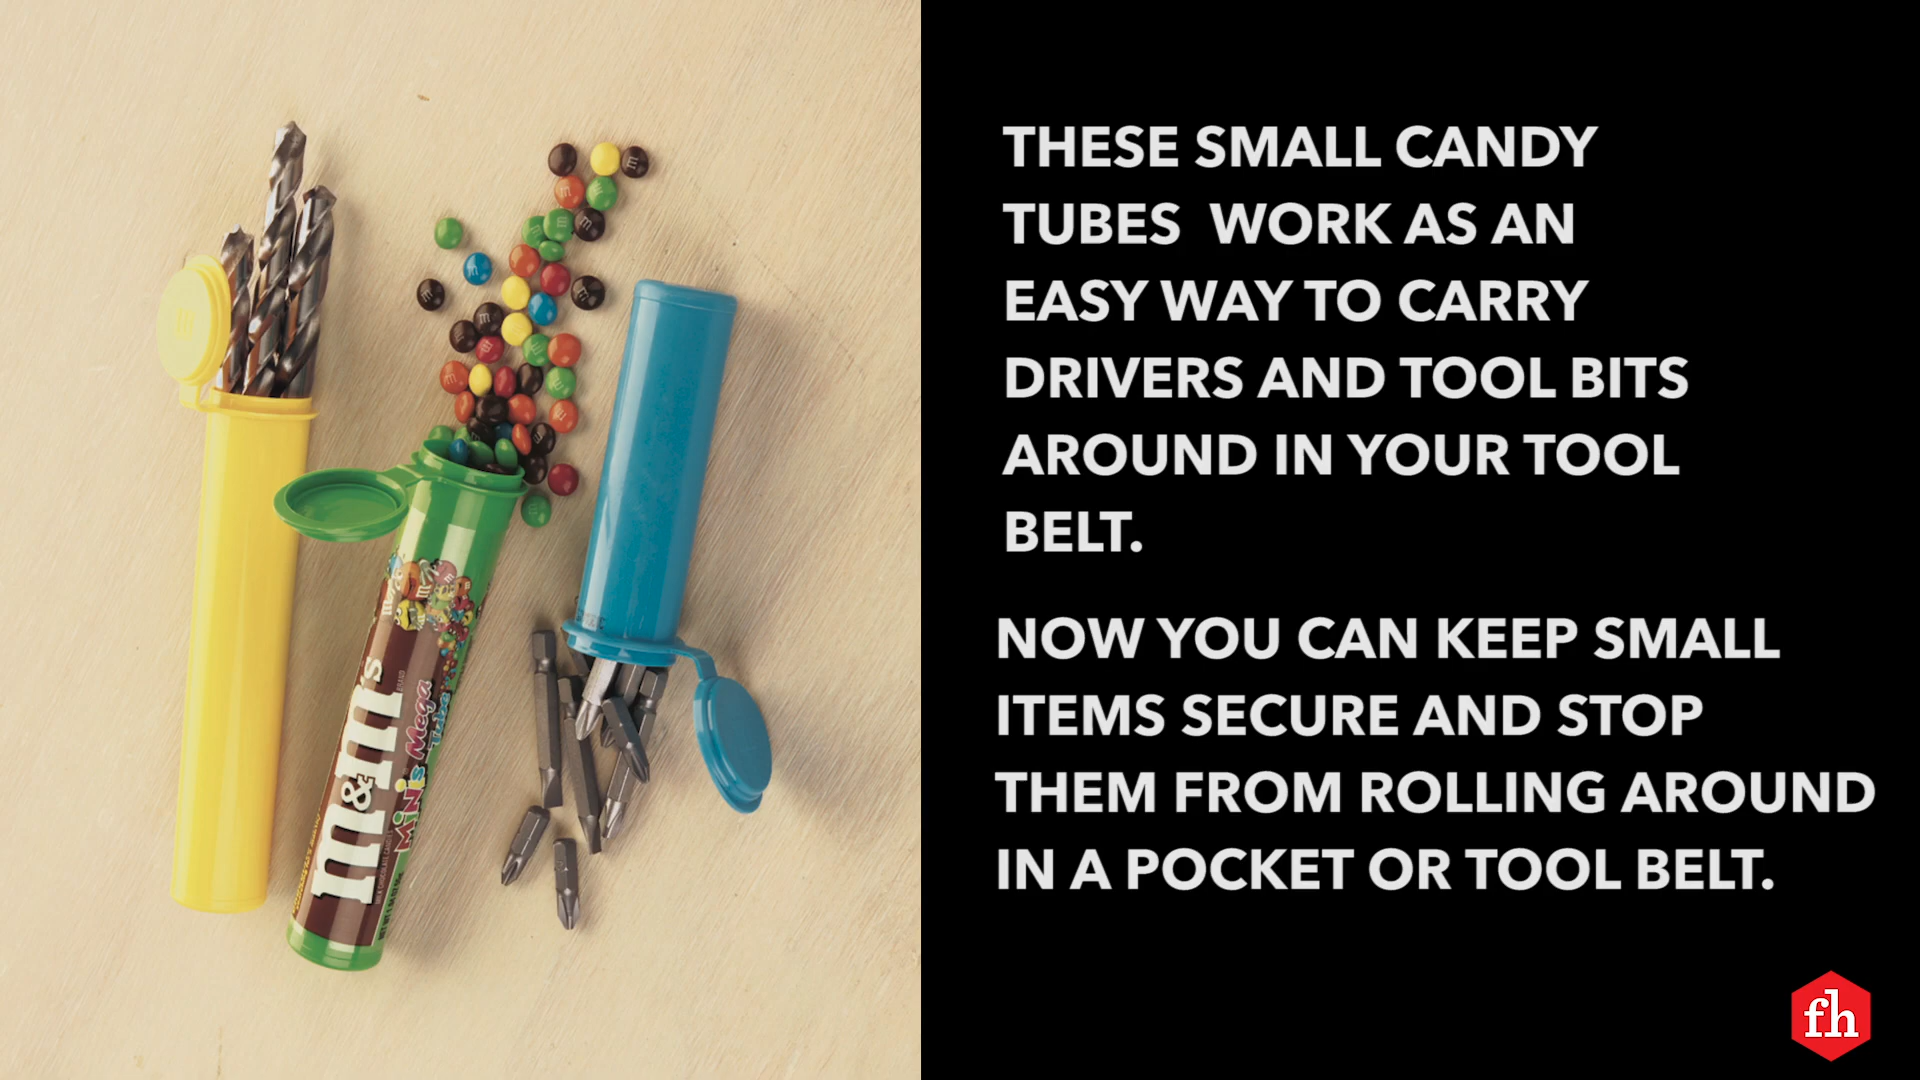 THESE SMALL CANDY
TUBES WORK AS AN
EASY WAY TO CARRY
DRIVERS AND TOOL BITS
AROUND IN YOUR TOOL
BELT.
NOW YOU CAN KEEP SMALL
ITEMS SECURE AND STOP
THEM FROM ROLLING AROUND
IN A POCKET OR TOOL BELT.
m&m's
minis Mega
Tube
fh